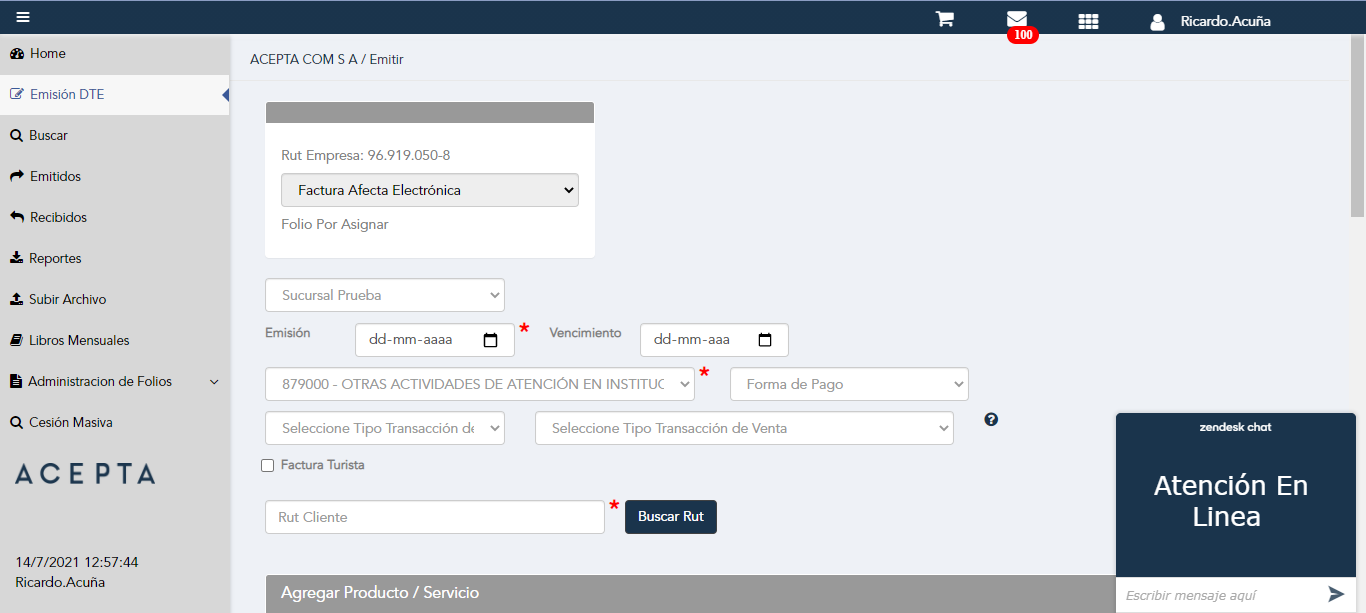 100
Ricardo.Acuña
Home
Emisión DTE
Buscar
Emitidos
Recibidos
Reportes
Subir Archivo
Libros Mensuales
Administracion de Folios
Cesión Masiva
ACEPTA
14/7/2021 12:57:44
Ricardo.Acuña
ACEPTA COM S A / Emitir
Rut Empresa: 96.919.050-8
Factura Afecta Electrónica
Folio Por Asignar
Sucursal Prueba
Emisión dd-mm-aaaa * Vencimiento dd-mm-aaa
879000 - OTRAS ACTIVIDADES DE ATENCIÓN EN INSTITUC * Forma de Pago
Seleccione Tipo Transacción de Seleccione Tipo Transacción de Venta ?
Factura Turista
Rut Cliente * Buscar Rut
Agregar Producto / Servicio
zendesk chat
Atención En
Linea
Escribir mensaje aquí